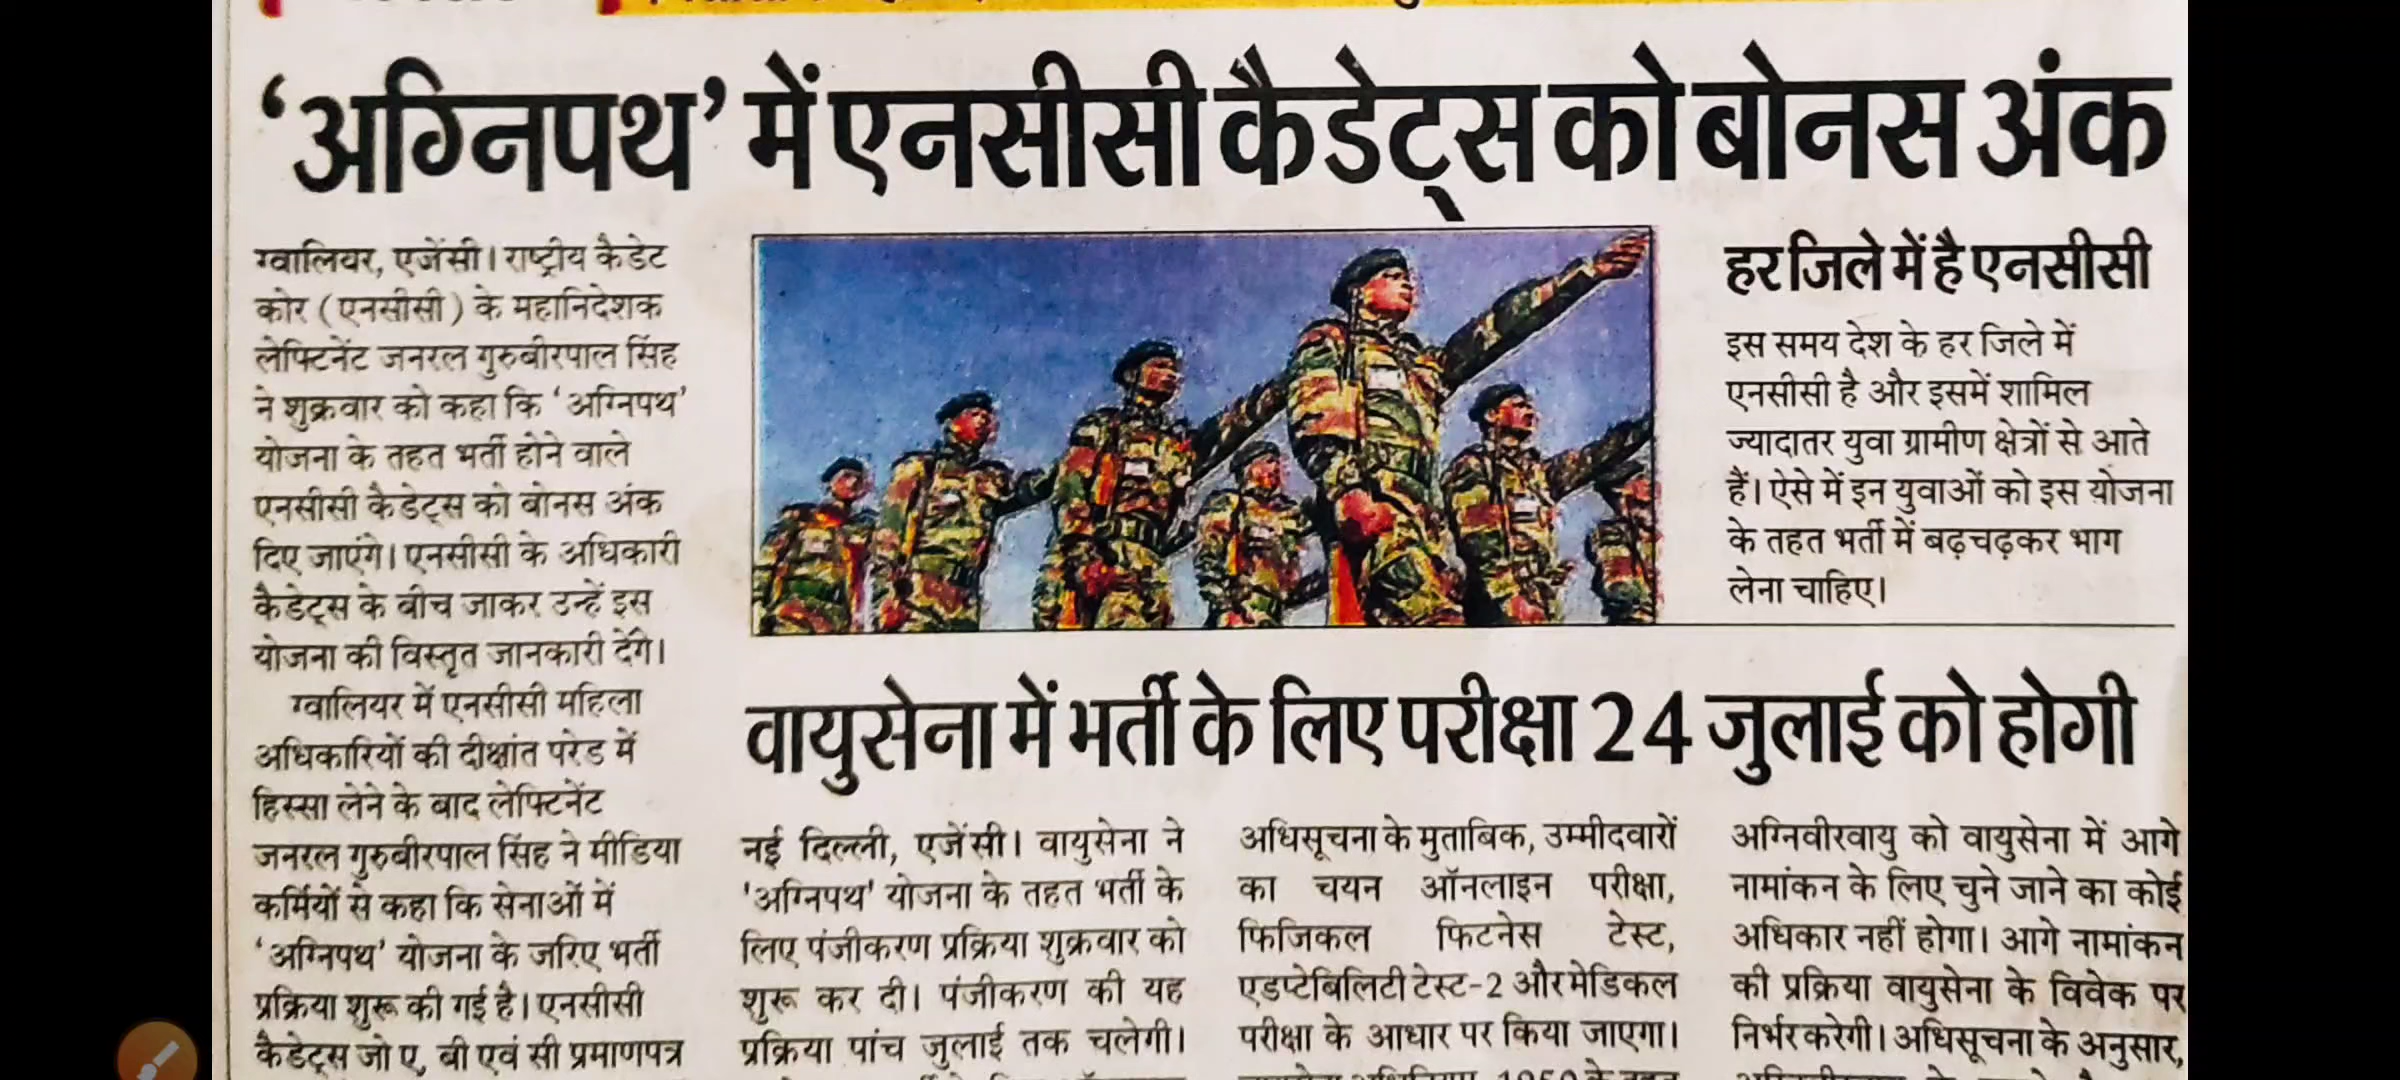 ‘अग्निपथ’ में एनसीसी कैडेट्स को बोनस अंक
ग्वालियर, एजेंसी। राष्ट्रीय कैडेट
कोर (एनसीसी) के महानिदेशक
लेफ्टिनेंट जनरल गुरुबीरपाल सिंह
ने शुक्रवार को कहा कि ‘अग्निपथ’
योजना के तहत भर्ती होने वाले
एनसीसी कैडेट्स को बोनस अंक
दिए जाएंगे। एनसीसी के अधिकारी
कैडेट्स के बीच जाकर उन्हें इस
योजना की विस्तृत जानकारी देंगे।
ग्वालियर में एनसीसी महिला
अधिकारियों की दीक्षांत परेड में
हिस्सा लेने के बाद लेफ्टिनेंट
जनरल गुरुबीरपाल सिंह ने मीडिया
कर्मियों से कहा कि सेनाओं में
‘अग्निपथ’ योजना के जरिए भर्ती
प्रक्रिया शुरू की गई है। एनसीसी
कैडेट्स जो ए, बी एवं सी प्रमाणपत्र
हर जिले में है एनसीसी
इस समय देश के हर जिले में
एनसीसी है और इसमें शामिल
ज्यादातर युवा ग्रामीण क्षेत्रों से आते
हैं। ऐसे में इन युवाओं को इस योजना
के तहत भर्ती में बढ़चढ़कर भाग
लेना चाहिए।
वायुसेना में भर्ती के लिए परीक्षा 24 जुलाई को होगी
नई दिल्ली, एजेंसी। वायुसेना ने
'अग्निपथ' योजना के तहत भर्ती के
लिए पंजीकरण प्रक्रिया शुक्रवार को
शुरू कर दी। पंजीकरण की यह
प्रक्रिया पांच जुलाई तक चलेगी।
अधिसूचना के मुताबिक, उम्मीदवारों
का चयन ऑनलाइन परीक्षा,
फिजिकल फिटनेस टेस्ट,
एडप्टेबिलिटी टेस्ट-2 और मेडिकल
परीक्षा के आधार पर किया जाएगा।
अग्निवीरवायु को वायुसेना में आगे
नामांकन के लिए चुने जाने का कोई
अधिकार नहीं होगा। आगे नामांकन
की प्रक्रिया वायुसेना के विवेक पर
निर्भर करेगी। अधिसूचना के अनुसार,